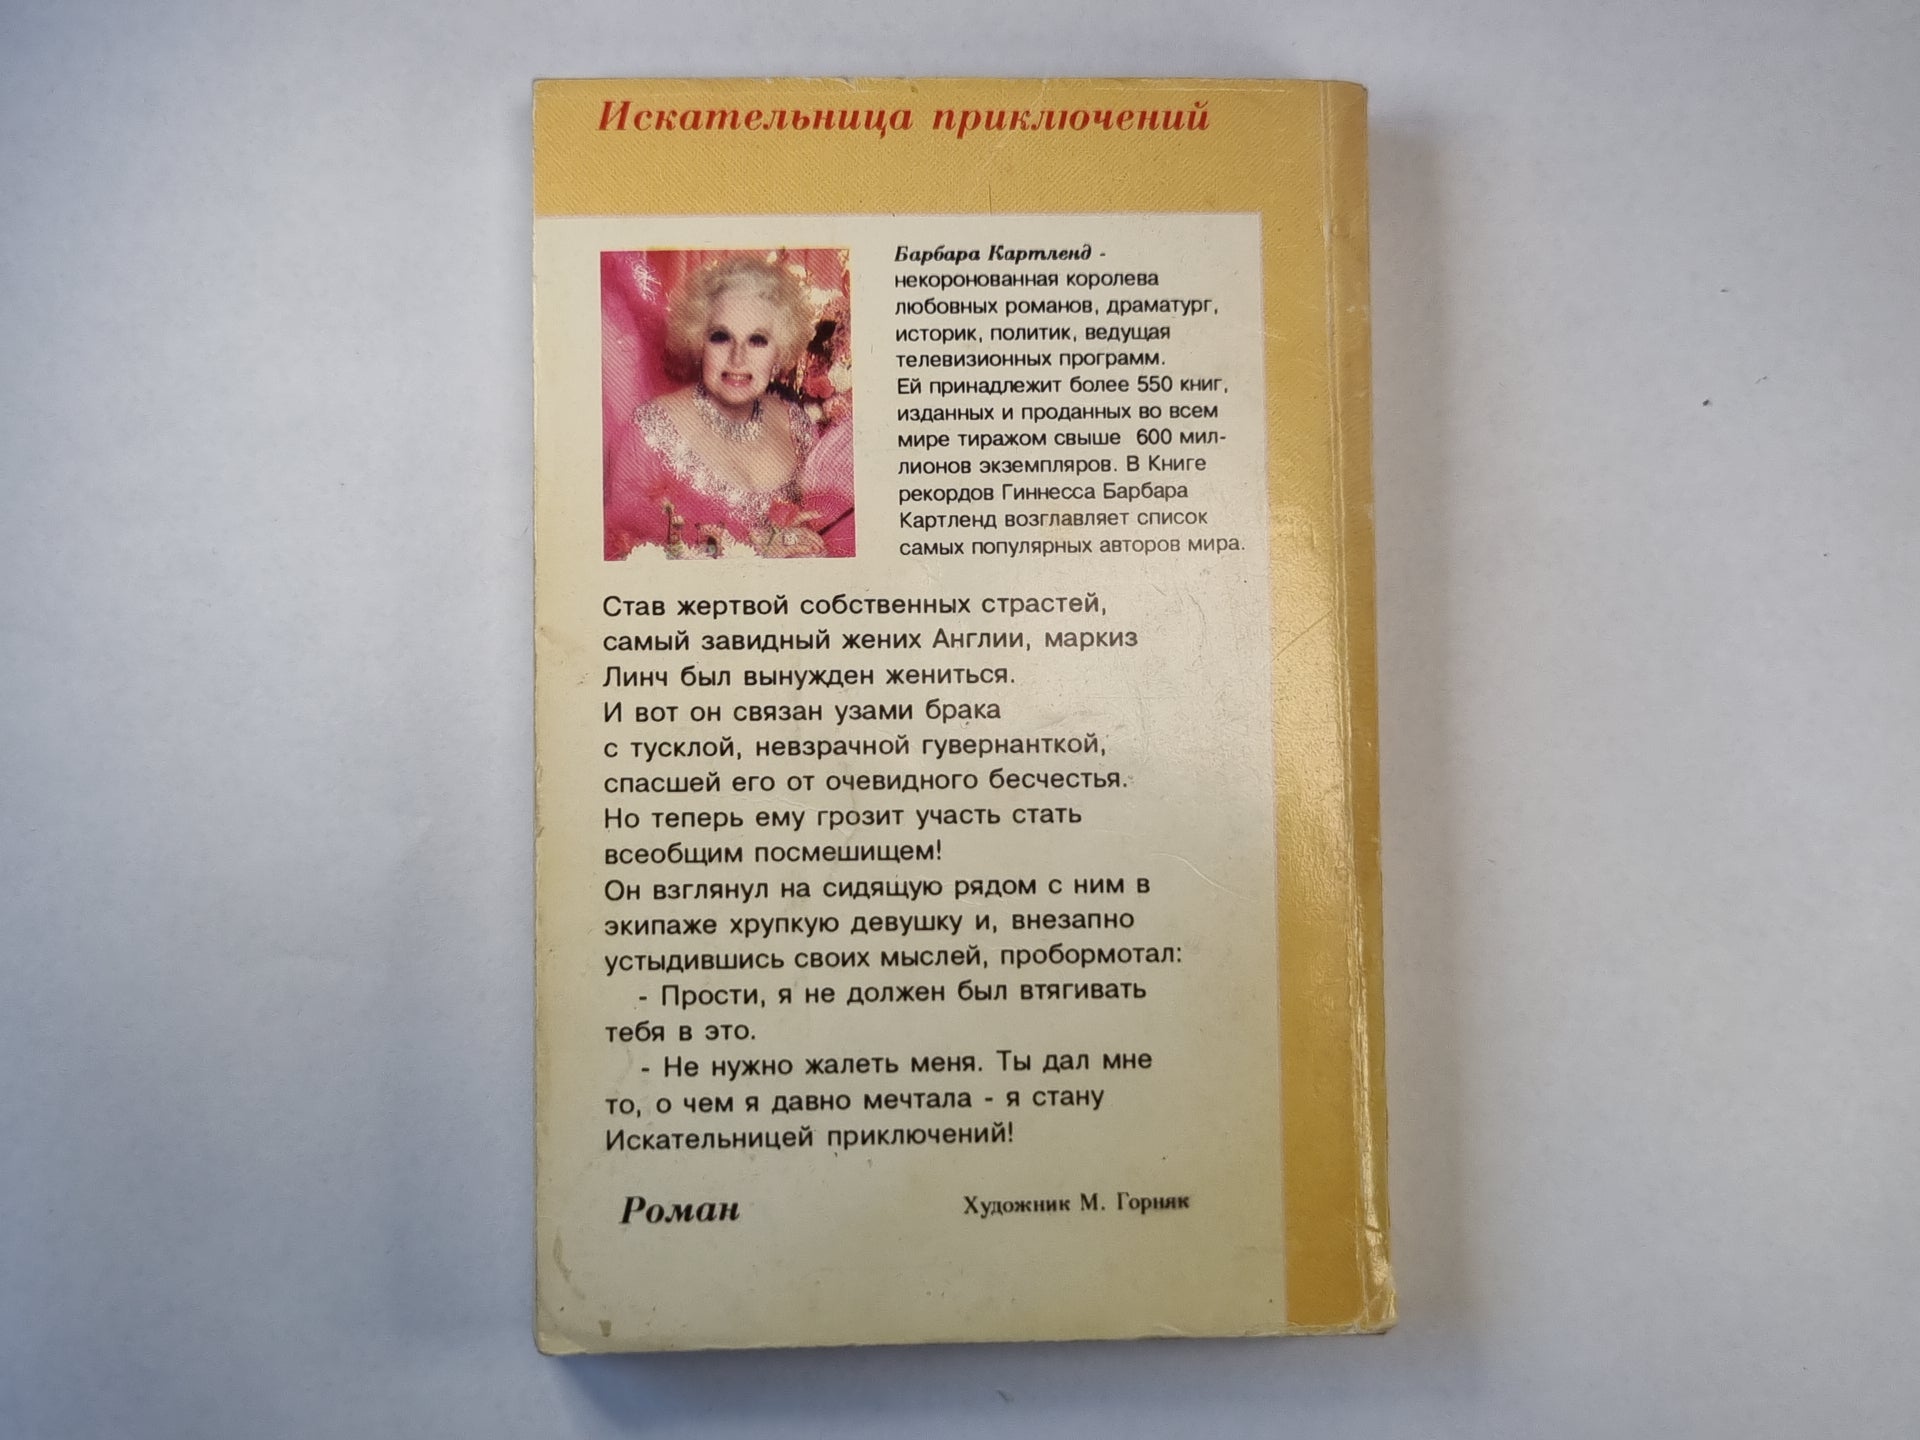 Искательница приключений
Барбара Картленд -
некоронованная королева
любовных романов, драматург,
историк, политик, ведущая
телевизионных программ.
Ей принадлежит более 550 книг,
изданных и проданных во всем
мире тиражом свыше 600 мил-
лионов экземпляров. В Книге
рекордов Гиннесса Барбара
Картленд возглавляет список
самых популярных авторов мира.
Став жертвой собственных страстей,
самый завидный жених Англии, маркиз
Линч был вынужден жениться.
И вот он связан узами брака
с тусклой, невзрачной гувернанткой,
спасшей его от очевидного бесчестья.
Но теперь ему грозит участь стать
всеобщим посмешищем!
Он взглянул на сидящую рядом с ним в
экипаже хрупкую девушку и, внезапно
устыдившись своих мыслей, пробормотал:
- Прости, я не должен был втягивать
тебя в это.
- Не нужно жалеть меня. Ты дал мне
то, о чем я давно мечтала - я стану
Искательницей приключений!
Роман
Художник М. Горняк